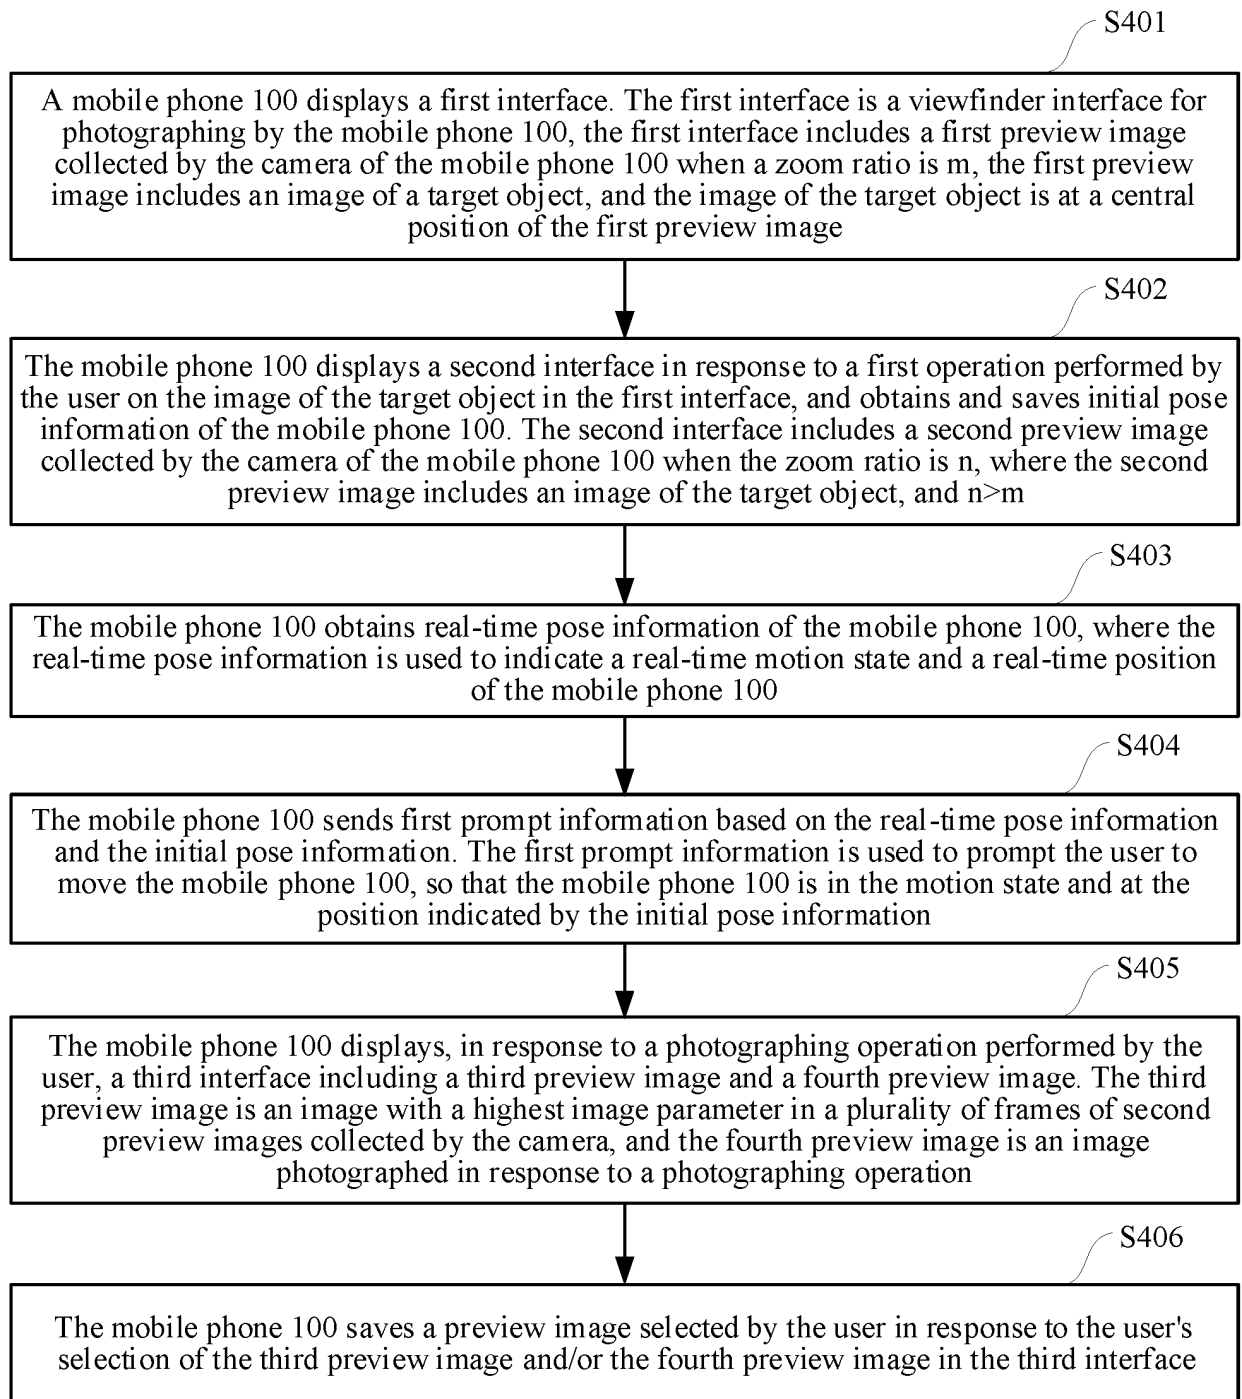 S401
A mobile phone 100 displays a first interface. The first interface is a viewfinder interface for
photographing by the mobile phone 100, the first interface includes a first preview image
collected by the camera of the mobile phone 100 when a zoom ratio is m, the first preview
image includes an image of a target object, and the image of the target object is at a central
position of the first preview image
S402
The mobile phone 100 displays a second interface in response to a first operation performed by
the user on the image of the target object in the first interface, and obtains and saves initial pose
information of the mobile phone 100. The second interface includes a second preview image
collected by the camera of the mobile phone 100 when the zoom ratio is n, where the second
preview image includes an image of the target object, and n>m
S403
The mobile phone 100 obtains real-time pose information of the mobile phone 100, where the
real-time pose information is used to indicate a real-time motion state and a real-time position
of the mobile phone 100
S404
The mobile phone 100 sends first prompt information based on the real-time pose information
and the initial pose information. The first prompt information is used to prompt the user to
move the mobile phone 100, so that the mobile phone 100 is in the motion state and at the
position indicated by the initial pose information
S405
The mobile phone 100 displays, in response to a photographing operation performed by the
user, a third interface including a third preview image and a fourth preview image. The third
preview image is an image with a highest image parameter in a plurality of frames of second
preview images collected by the camera, and the fourth preview image is an image
photographed in response to a photographing operation
S406
The mobile phone 100 saves a preview image selected by the user in response to the user's
selection of the third preview image and/or the fourth preview image in the third interface